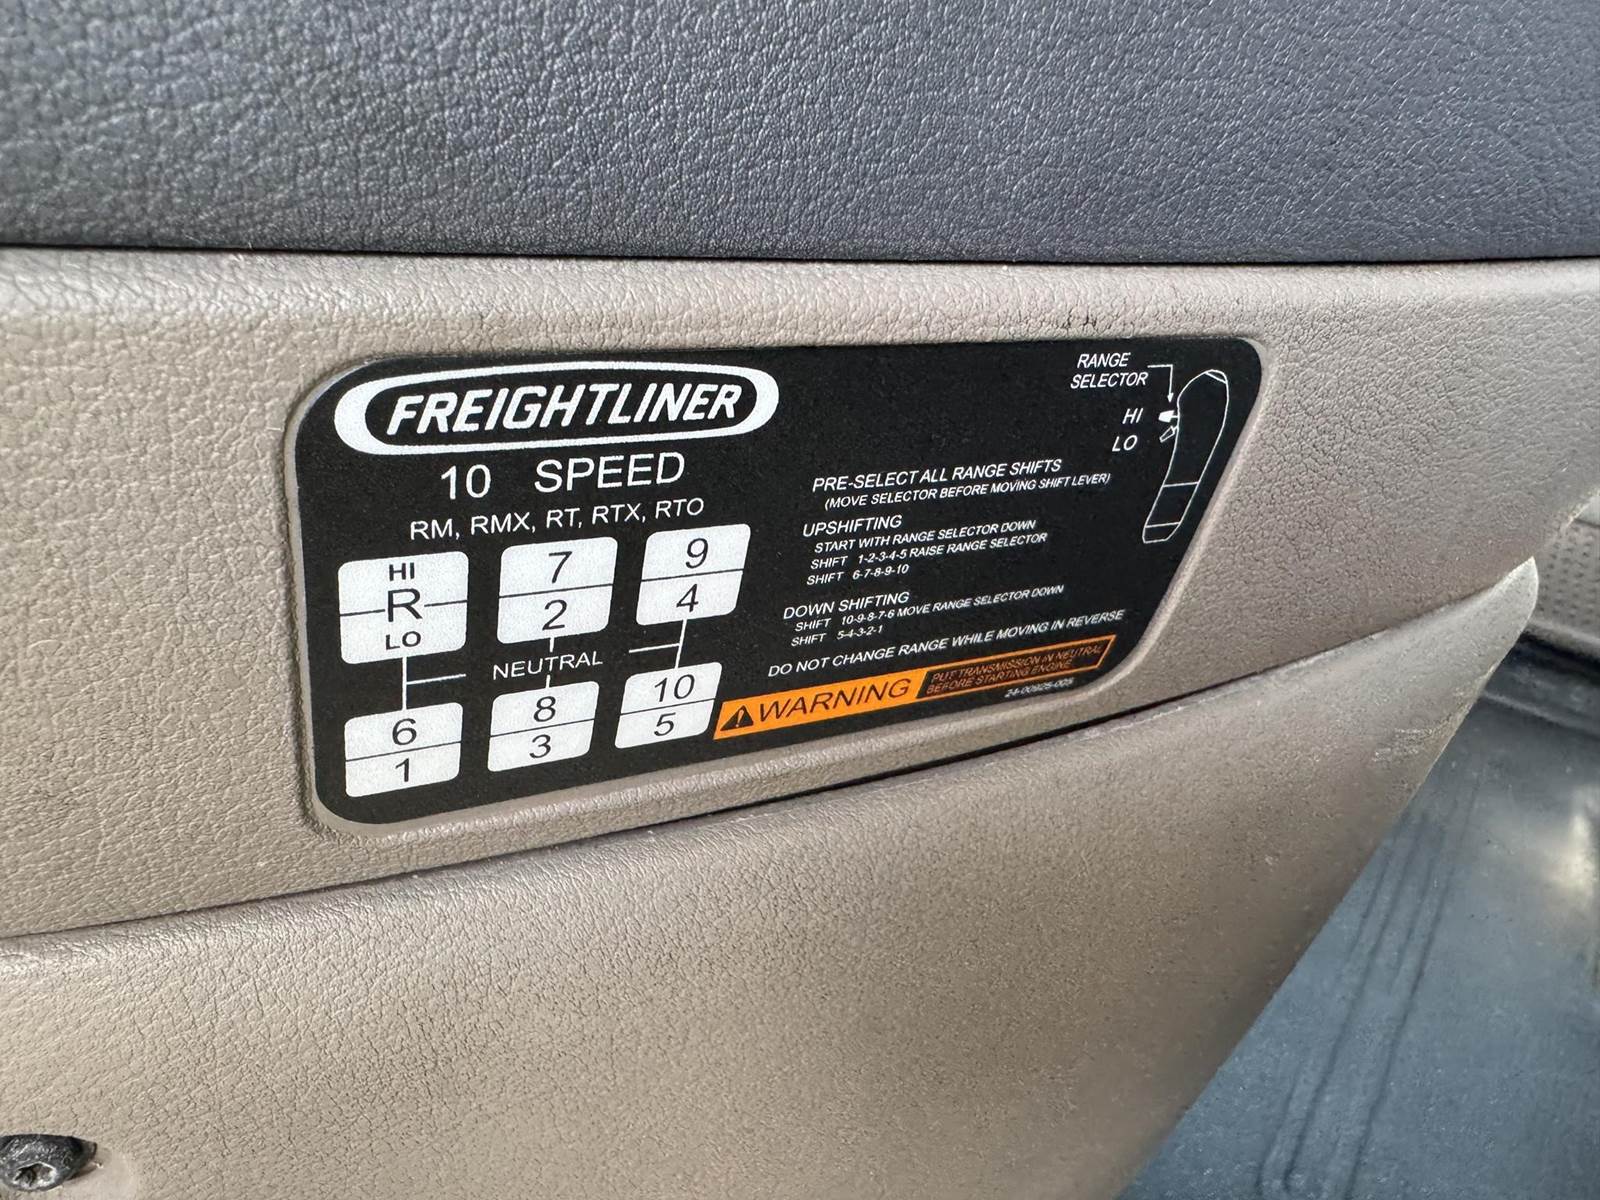 FREIGHTLINER
10 SPEED
RM, RMX, RT, RTX, RTO
HI
R
LO
7
2
9
4
NEUTRAL
6
1
8
3
10
5
RANGE
SELECTOR
HI
LO
PRE-SELECT ALL RANGE SHIFTS
(MOVE SELECTOR BEFORE MOVING SHIFT LEVER)
UPSHIFTING
START WITH RANGE SELECTOR DOWN
SHIFT 1-2-3-4-5 RAISE RANGE SELECTOR
SHIFT 6-7-8-9-10
DOWN SHIFTING
SHIFT 10-9-8-7-6 MOVE RANGE SELECTOR DOWN
SHIFT 5-4-3-2-1
DO NOT CHANGE RANGE WHILE MOVING IN REVERSE
WARNING
PUT TRANSMISSION IN NEUTRAL
BEFORE STARTING ENGINE
24-00925-005